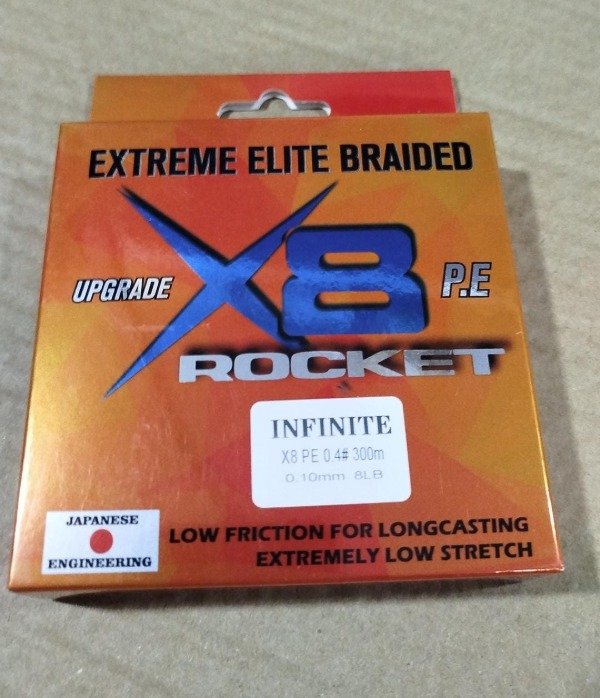 EXTREME ELITE BRAIDED
X8
UPGRADE
P.E
ROCKET
INFINITE
X8 PE 0.4# 300m
0.10mm 8LB
JAPANESE
ENGINEERING
LOW FRICTION FOR LONGCASTING
EXTREMELY LOW STRETCH